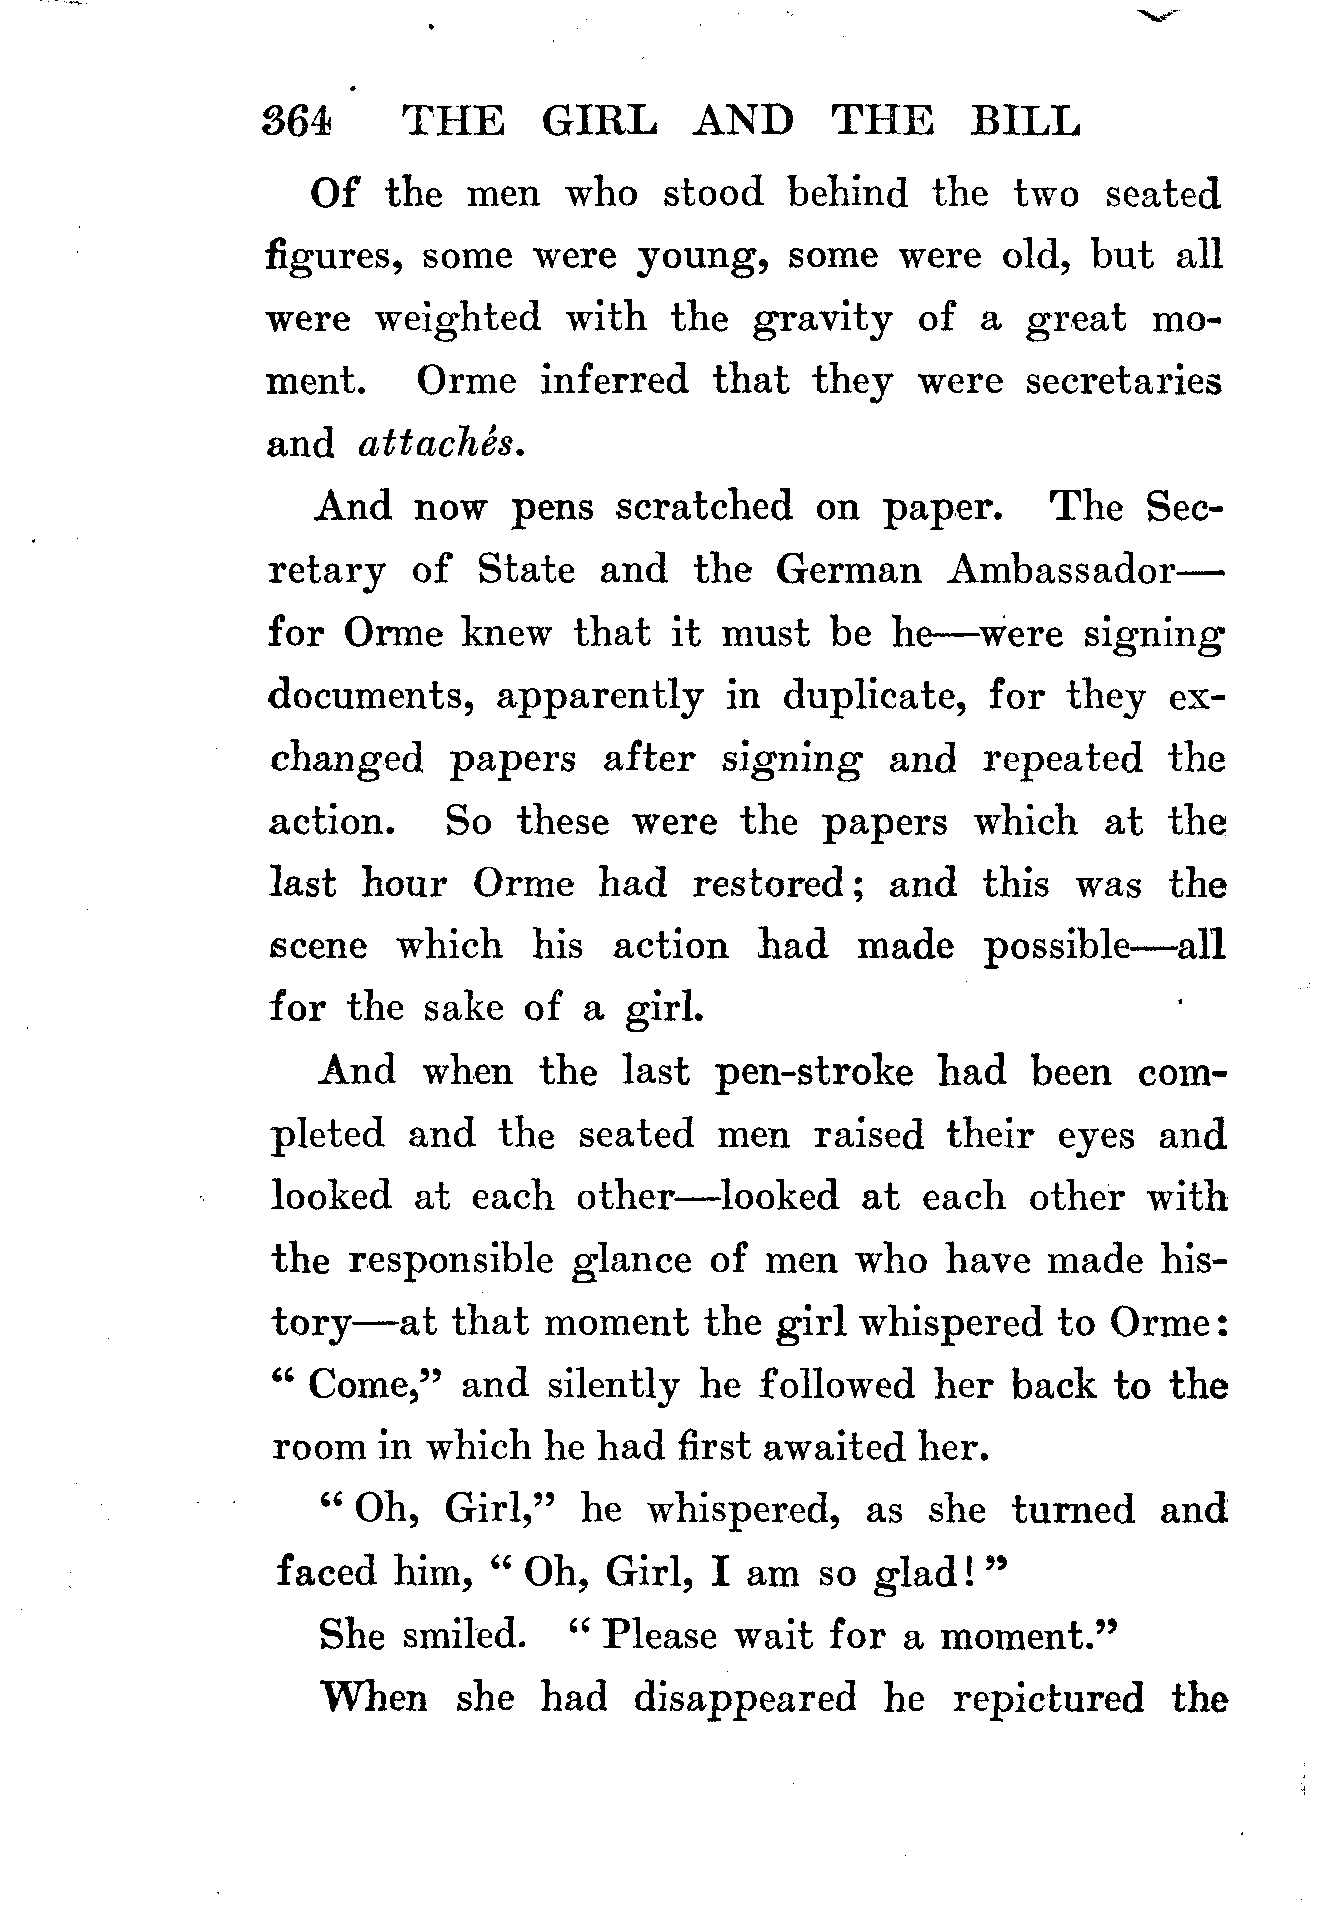 364 THE GIRL AND THE BILL
Of the men who stood behind the two seated
figures, some were young, some were old, but all
were weighted with the gravity of a great mo-
ment. Orme inferred that they were secretaries
and attachés.
And now pens scratched on paper. The Sec-
retary of State and the German Ambassador—
for Orme knew that it must be he—were signing
documents, apparently in duplicate, for they ex-
changed papers after signing and repeated the
action. So these were the papers which at the
last hour Orme had restored; and this was the
scene which his action had made possible—all
for the sake of a girl.
And when the last pen-stroke had been com-
pleted and the seated men raised their eyes and
looked at each other—looked at each other with
the responsible glance of men who have made his-
tory—at that moment the girl whispered to Orme:
“ Come,” and silently he followed her back to the
room in which he had first awaited her.
“ Oh, Girl,” he whispered, as she turned and
faced him, “ Oh, Girl, I am so glad! ”
She smiled. “ Please wait for a moment.”
When she had disappeared he repictured the